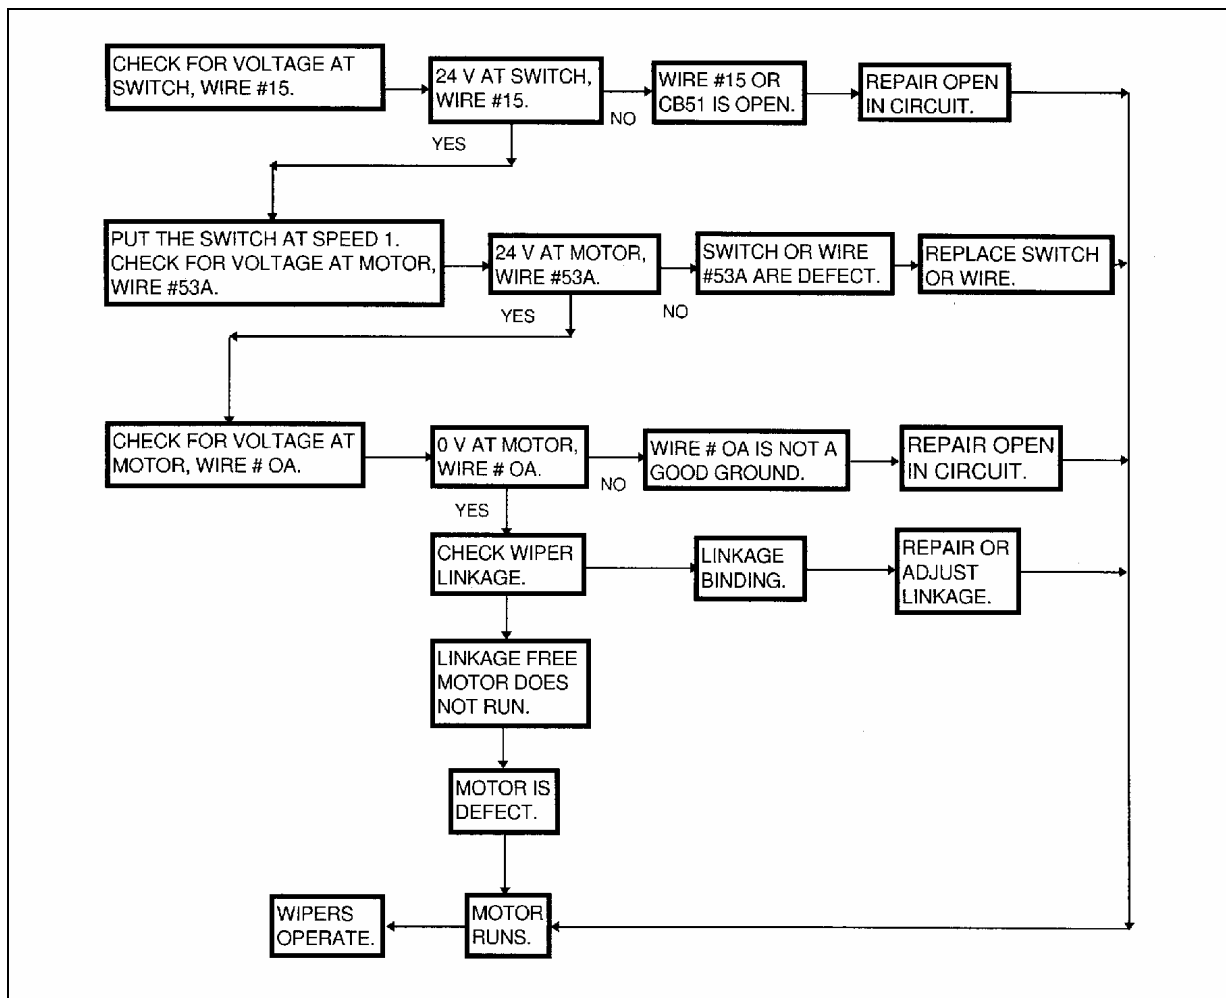 CHECK FOR VOLTAGE AT
SWITCH, WIRE #15.
24 V AT SWITCH,
WIRE #15.
NO
WIRE #15 OR
CB51 IS OPEN.
REPAIR OPEN
IN CIRCUIT.
YES
PUT THE SWITCH AT SPEED 1.
CHECK FOR VOLTAGE AT MOTOR,
WIRE #53A.
24 V AT MOTOR,
WIRE #53A.
NO
SWITCH OR WIRE
#53A ARE DEFECT.
REPLACE SWITCH
OR WIRE.
YES
CHECK FOR VOLTAGE AT
MOTOR, WIRE # OA.
0 V AT MOTOR,
WIRE # OA.
NO
WIRE # OA IS NOT A
GOOD GROUND.
REPAIR OPEN
IN CIRCUIT.
YES
CHECK WIPER
LINKAGE.
LINKAGE
BINDING.
REPAIR OR
ADJUST
LINKAGE.
LINKAGE FREE
MOTOR DOES
NOT RUN.
MOTOR IS
DEFECT.
MOTOR
RUNS.
WIPERS
OPERATE.